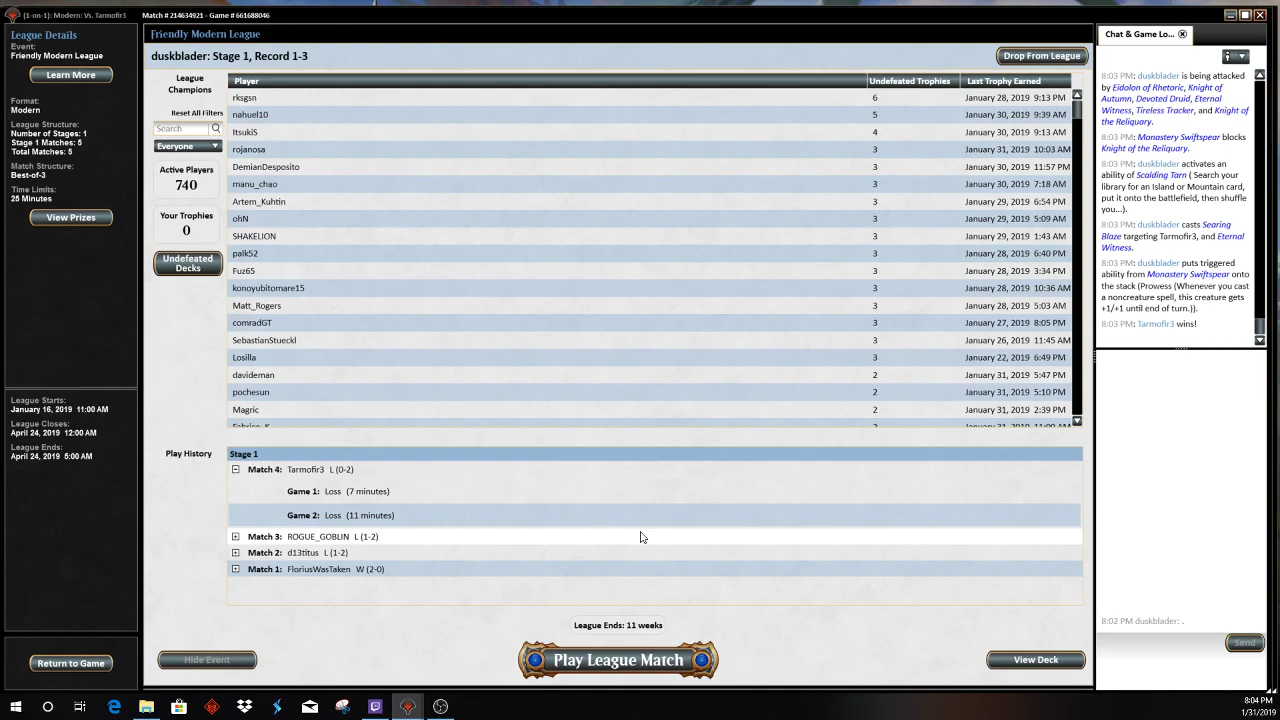 (1-on-1): Modern: Vs. Tarmofir3
Match # 214634921 - Game # 661688046
League Details
Event:
Friendly Modern League
Learn More
Format:
Modern
League Structure:
Number of Stages: 1
Stage 1 Matches: 5
Total Matches: 5
Match Structure:
Best-of-3
Time Limits:
25 Minutes
View Prizes
League Starts:
January 16, 2019 11:00 AM
League Closes:
April 24, 2019 12:00 AM
League Ends:
April 24, 2019 5:00 AM
Return to Game
Friendly Modern League
duskblader: Stage 1, Record 1-3
Drop From League
League
Champions
Reset All Filters
Search
Everyone
Active Players
740
Your Trophies
0
Undefeated
Decks
Player Undefeated Trophies Last Trophy Earned
rksgsn 6 January 28, 2019 9:13 PM
nahuel10 5 January 30, 2019 9:39 AM
ItsukiS 4 January 30, 2019 9:13 AM
rojanosa 3 January 31, 2019 10:03 AM
DemianDesposito 3 January 30, 2019 11:57 PM
manu_chao 3 January 30, 2019 7:18 AM
Artem_Kuhtin 3 January 29, 2019 6:54 PM
ohN 3 January 29, 2019 5:09 AM
SHAKELION 3 January 29, 2019 1:43 AM
palk52 3 January 28, 2019 6:40 PM
Fuz65 3 January 28, 2019 3:34 PM
konoyubitomare15 3 January 28, 2019 10:36 AM
Matt_Rogers 3 January 28, 2019 5:03 AM
comradGT 3 January 27, 2019 8:05 PM
SebastianStueckl 3 January 26, 2019 11:45 AM
Losilla 3 January 22, 2019 6:49 PM
davideman 2 January 31, 2019 5:47 PM
pochesun 2 January 31, 2019 5:10 PM
Magric 2 January 31, 2019 2:39 PM
Play History
Stage 1
Match 4: Tarmofir3 L (0-2)
Game 1: Loss (7 minutes)
Game 2: Loss (11 minutes)
Match 3: ROGUE_GOBLIN L (1-2)
Match 2: d13titus L (1-2)
Match 1: FloriusWasTaken W (2-0)
League Ends: 11 weeks
Hide Event
Play League Match
View Deck
Chat & Game Lo...
8:03 PM: duskblader is being attacked
by Eidolon of Rhetoric, Knight of
Autumn, Devoted Druid, Eternal
Witness, Tireless Tracker, and Knight of
the Reliquary.
8:03 PM: Monastery Swiftspear blocks
Knight of the Reliquary.
8:03 PM: duskblader activates an
ability of Scalding Tarn ( Search your
library for an Island or Mountain card,
put it onto the battlefield, then shuffle
you...).
8:03 PM: duskblader casts Searing
Blaze targeting Tarmofir3, and Eternal
Witness.
8:03 PM: duskblader puts triggered
ability from Monastery Swiftspear onto
the stack (Prowess (Whenever you cast
a noncreature spell, this creature gets
+1/+1 until end of turn.)).
8:03 PM: Tarmofir3 wins!
8:02 PM duskblader: .
Send
8:04 PM
1/31/2019